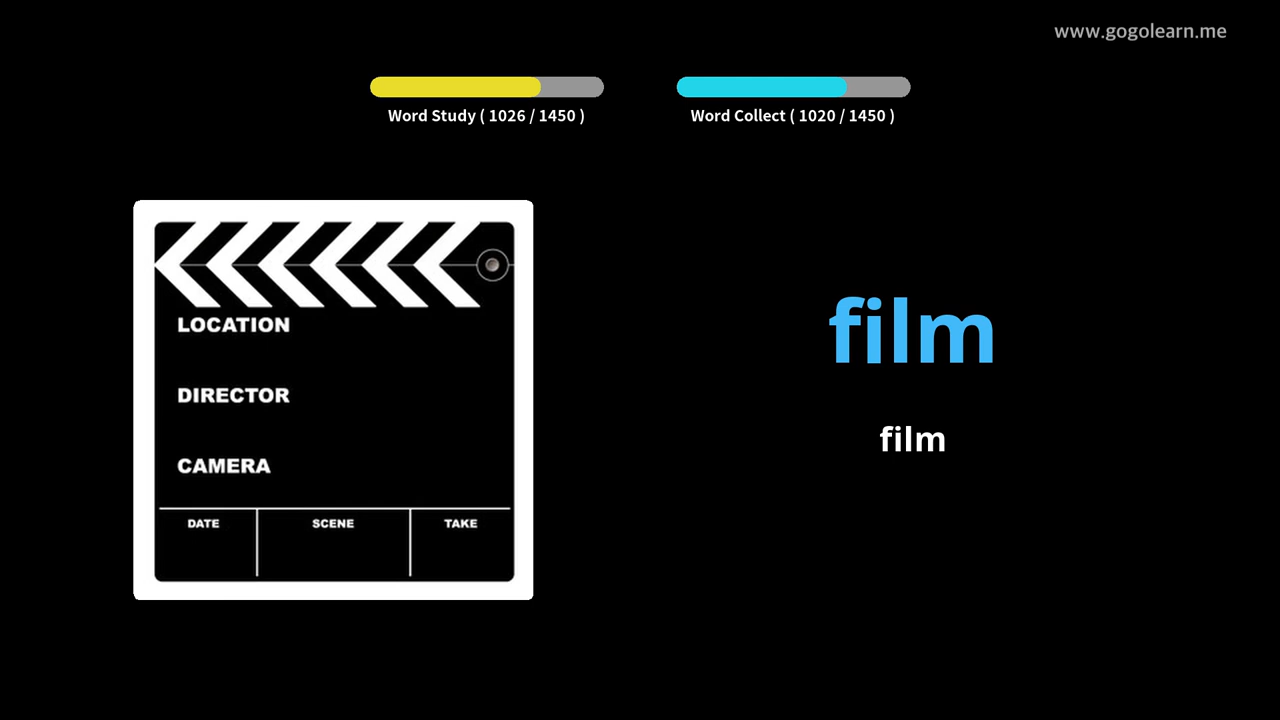 www.gogolearn.me
Word Study ( 1026 / 1450 )
Word Collect ( 1020 / 1450 )
LOCATION
DIRECTOR
CAMERA
DATE
SCENE
TAKE
film
film